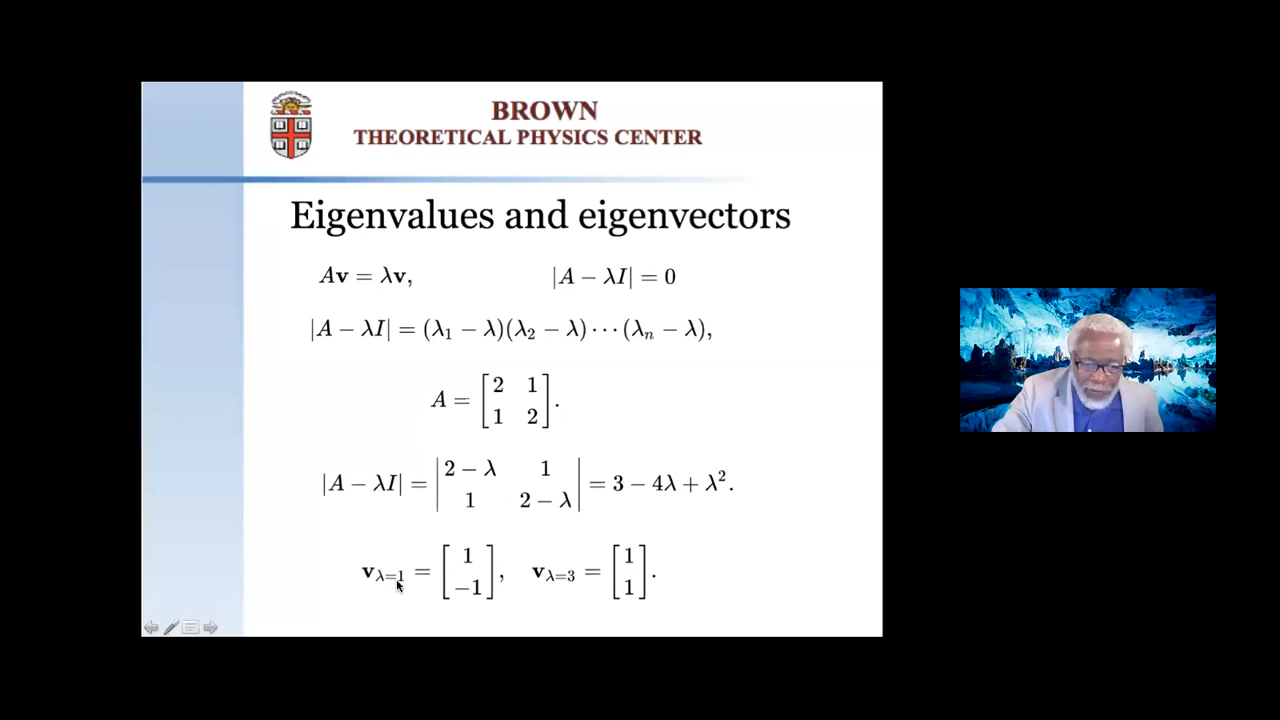 BROWN
THEORETICAL PHYSICS CENTER
Eigenvalues and eigenvectors
Av = λv, |A − λI| = 0
|A − λI| = (λ₁ − λ)(λ₂ − λ) ⋯ (λₙ − λ),
A = [2 1; 1 2].
|A − λI| = |2 − λ 1; 1 2 − λ| = 3 − 4λ + λ².
v_{λ=1} = [1; −1], v_{λ=3} = [1; 1].